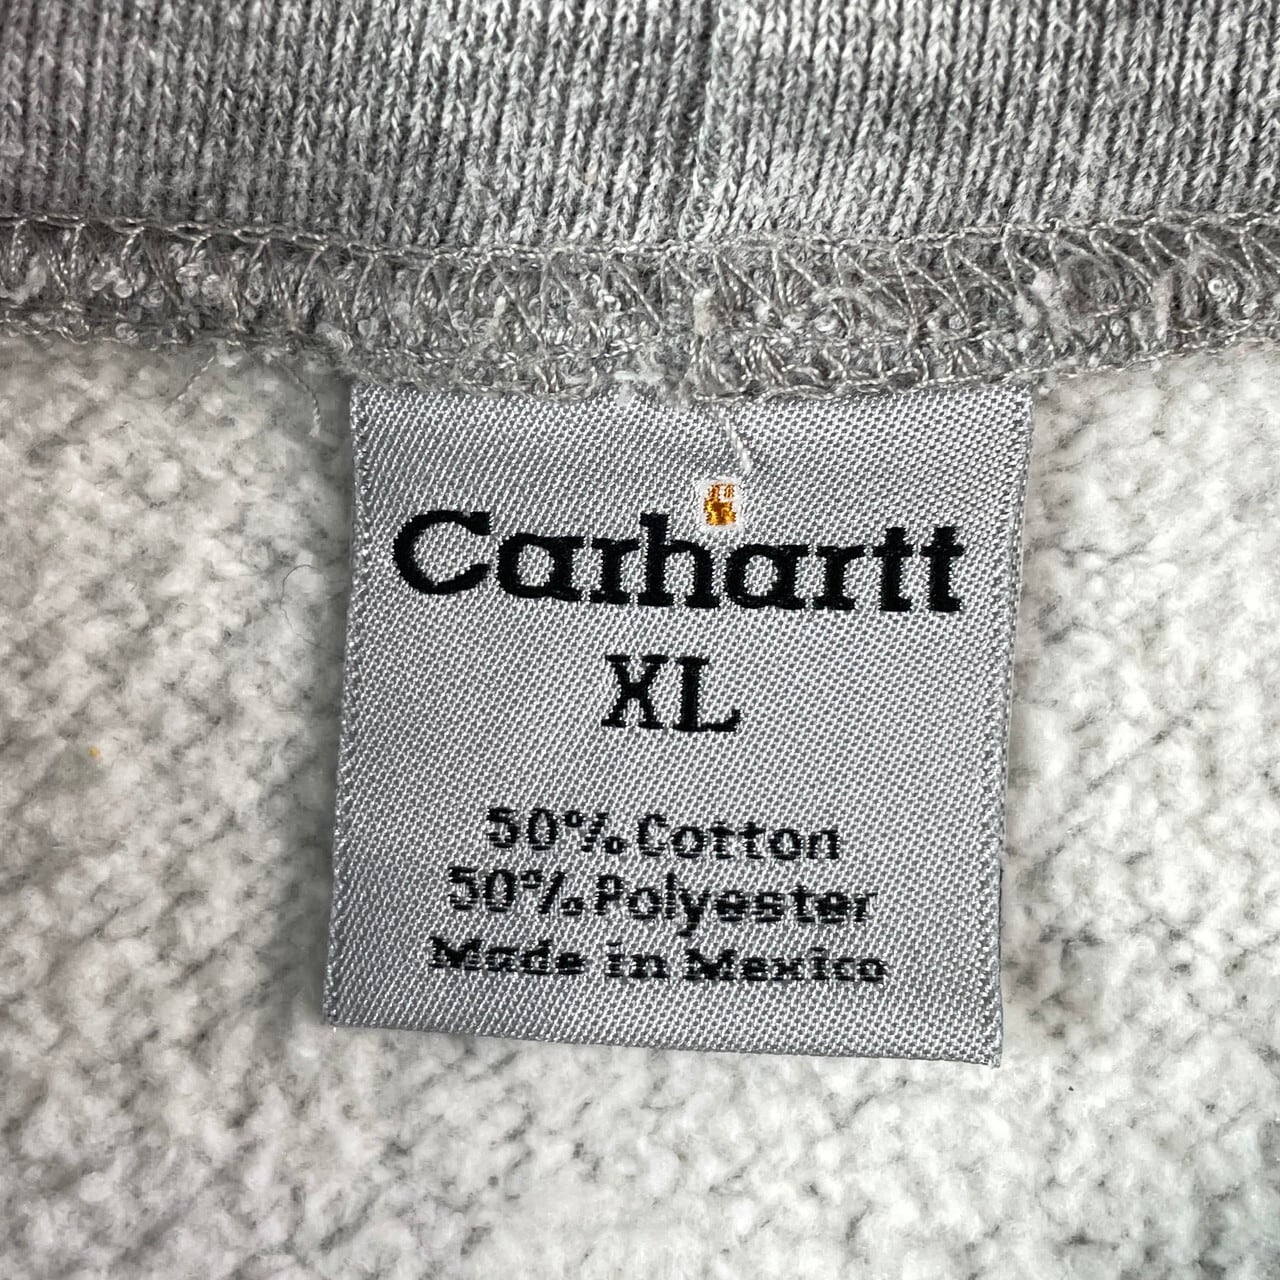 Carhartt
XL
50% Cotton
50% Polyester
Made in Mexico